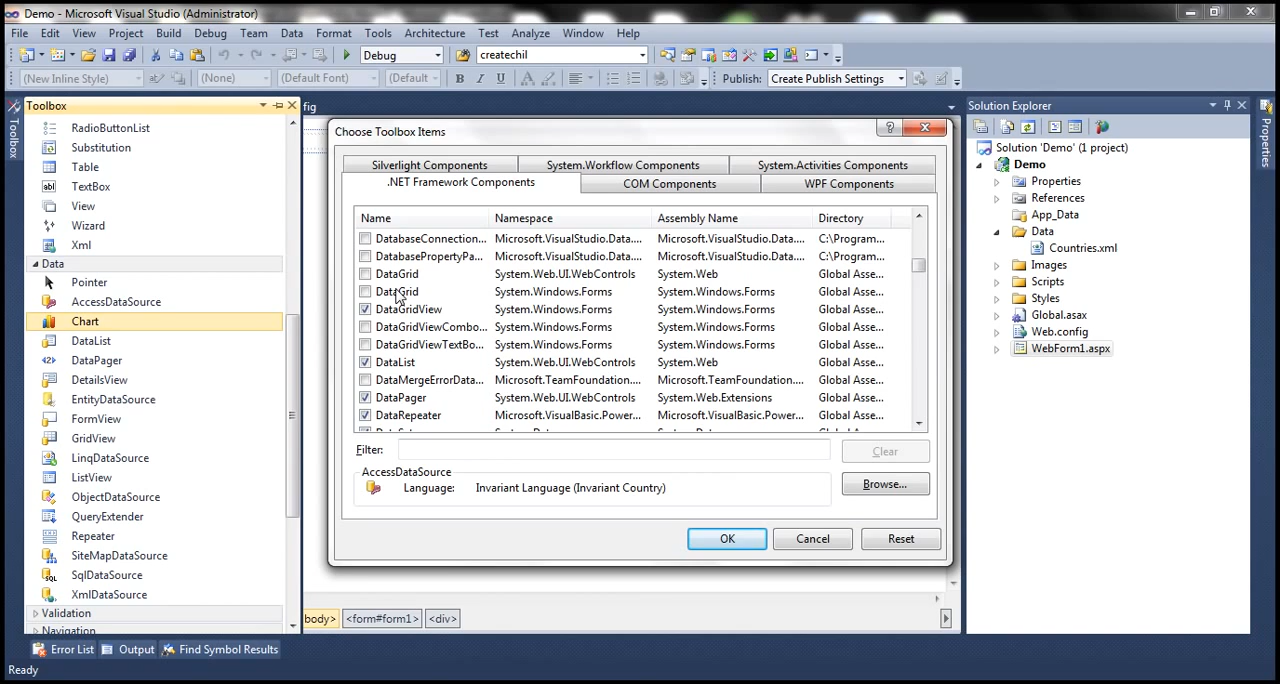 Demo - Microsoft Visual Studio (Administrator)
File Edit View Project Build Debug Team Data Format Tools Architecture Test Analyze Window Help
Debug createchil
(New Inline Style) (None) (Default Font) (Default B I U A Publish: Create Publish Settings
Toolbox
Toolbox
RadioButtonList
Substitution
Table
TextBox
View
Wizard
Xml
Data
Pointer
AccessDataSource
Chart
DataList
DataPager
DetailsView
EntityDataSource
FormView
GridView
LinqDataSource
ListView
ObjectDataSource
QueryExtender
Repeater
SiteMapDataSource
SqlDataSource
XmlDataSource
Validation
Navigation
fig
Choose Toolbox Items
Silverlight Components System.Workflow Components System.Activities Components
.NET Framework Components COM Components WPF Components
Name Namespace Assembly Name Directory
DatabaseConnection... Microsoft.VisualStudio.Data.... Microsoft.VisualStudio.Data.... C:\Program...
DatabasePropertyPa... Microsoft.VisualStudio.Data.... Microsoft.VisualStudio.Data.... C:\Program...
DataGrid System.Web.UI.WebControls System.Web Global Asse...
DataGrid System.Windows.Forms System.Windows.Forms Global Asse...
DataGridView System.Windows.Forms System.Windows.Forms Global Asse...
DataGridViewCombo... System.Windows.Forms System.Windows.Forms Global Asse...
DataGridViewTextBo... System.Windows.Forms System.Windows.Forms Global Asse...
DataList System.Web.UI.WebControls System.Web Global Asse...
DataMergeErrorData... Microsoft.TeamFoundation.... Microsoft.TeamFoundation.... Global Asse...
DataPager System.Web.UI.WebControls System.Web.Extensions Global Asse...
DataRepeater Microsoft.VisualBasic.Power... Microsoft.VisualBasic.Power... Global Asse...
Filter: Clear
AccessDataSource
Language: Invariant Language (Invariant Country)
Browse...
OK Cancel Reset
body> <form#form1> <div>
Solution Explorer
Solution 'Demo' (1 project)
Demo
Properties
References
App_Data
Data
Countries.xml
Images
Scripts
Styles
Global.asax
Web.config
WebForm1.aspx
Properties
Error List Output Find Symbol Results
Ready